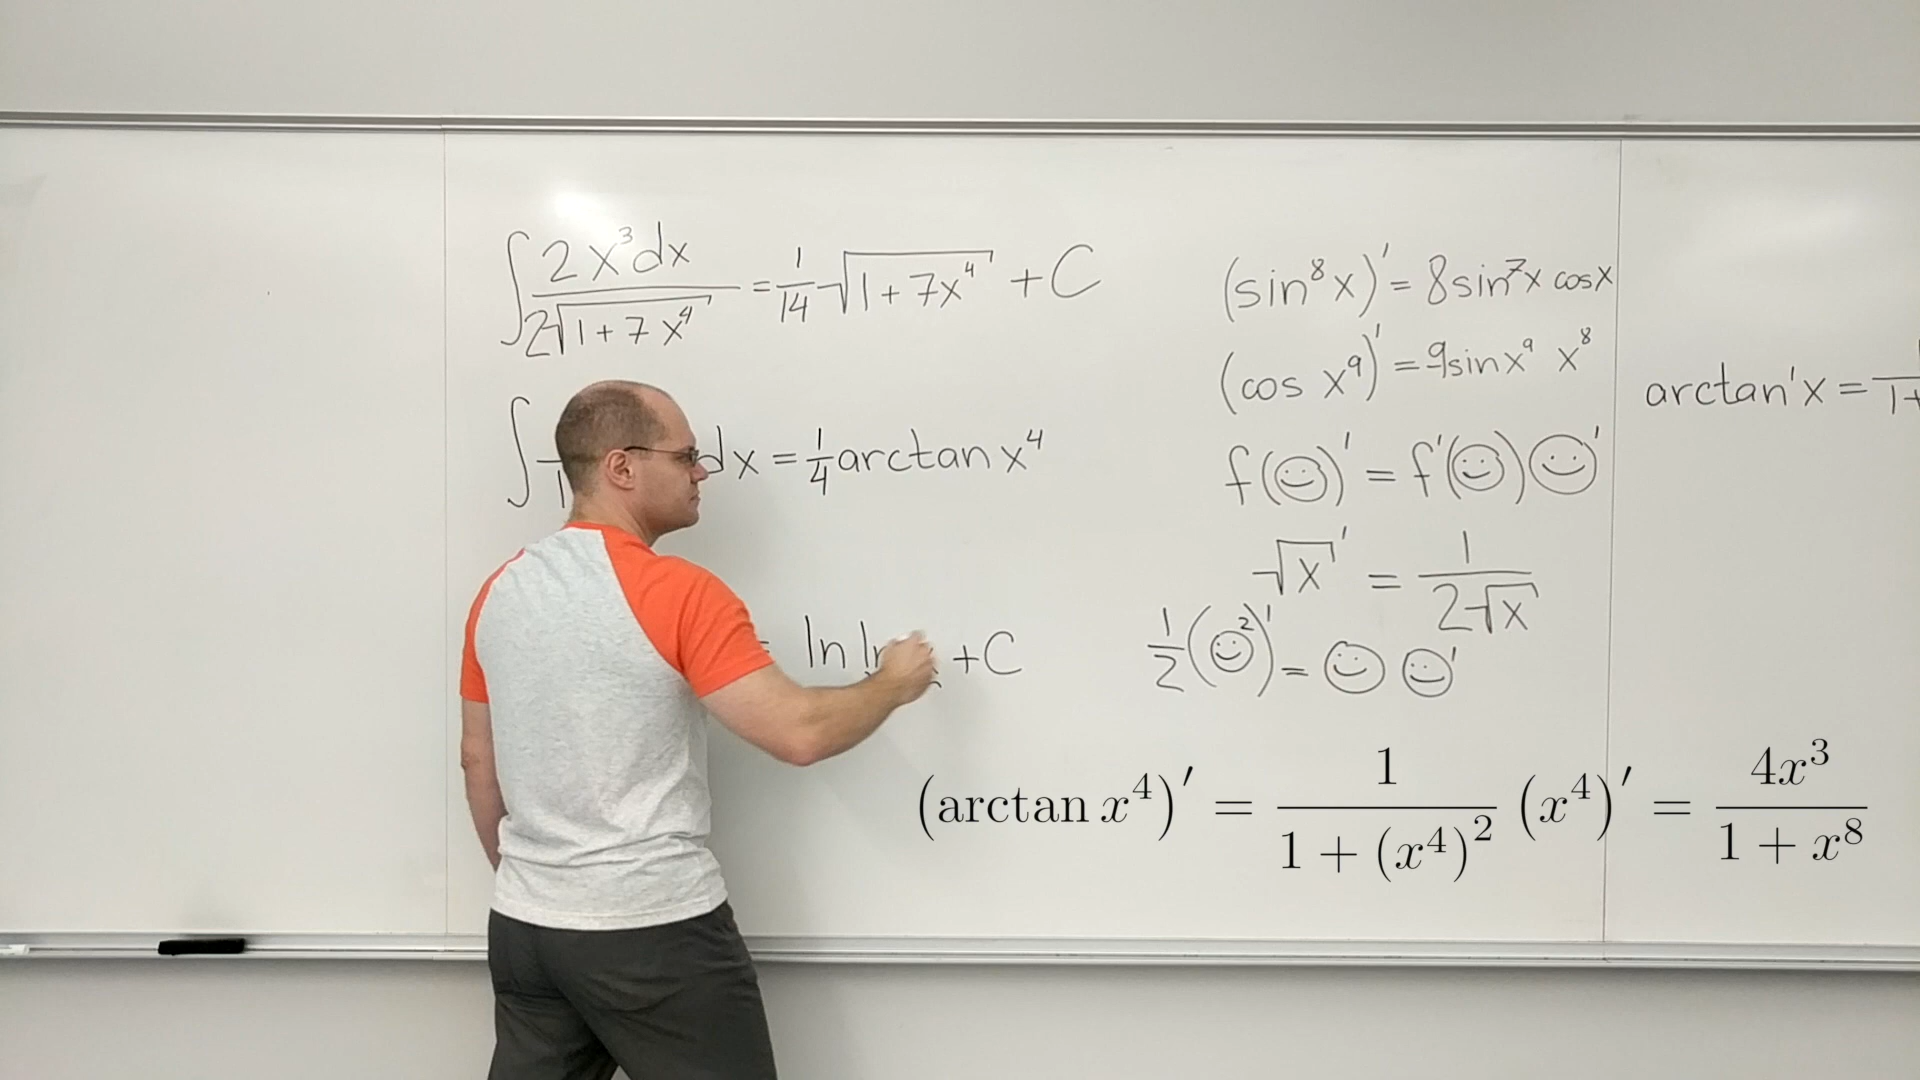 ∫ 2x³dx / 2√(1+7x⁴) = 1/14 √(1+7x⁴) + C
∫ dx = 1/4 arctan x⁴
= ln ln + C
(sin⁸x)' = 8sin⁷x cosx
(cos x⁹)' = 9sinx⁹ x⁸
f(☺)' = f'(☺)☺'
√x' = 1 / 2√x
1/2(☺²)' = ☺ ☺'
arctan'x = 1+
(arctan x⁴)' = 1 / 1 + (x⁴)² (x⁴)' = 4x³ / 1 + x⁸